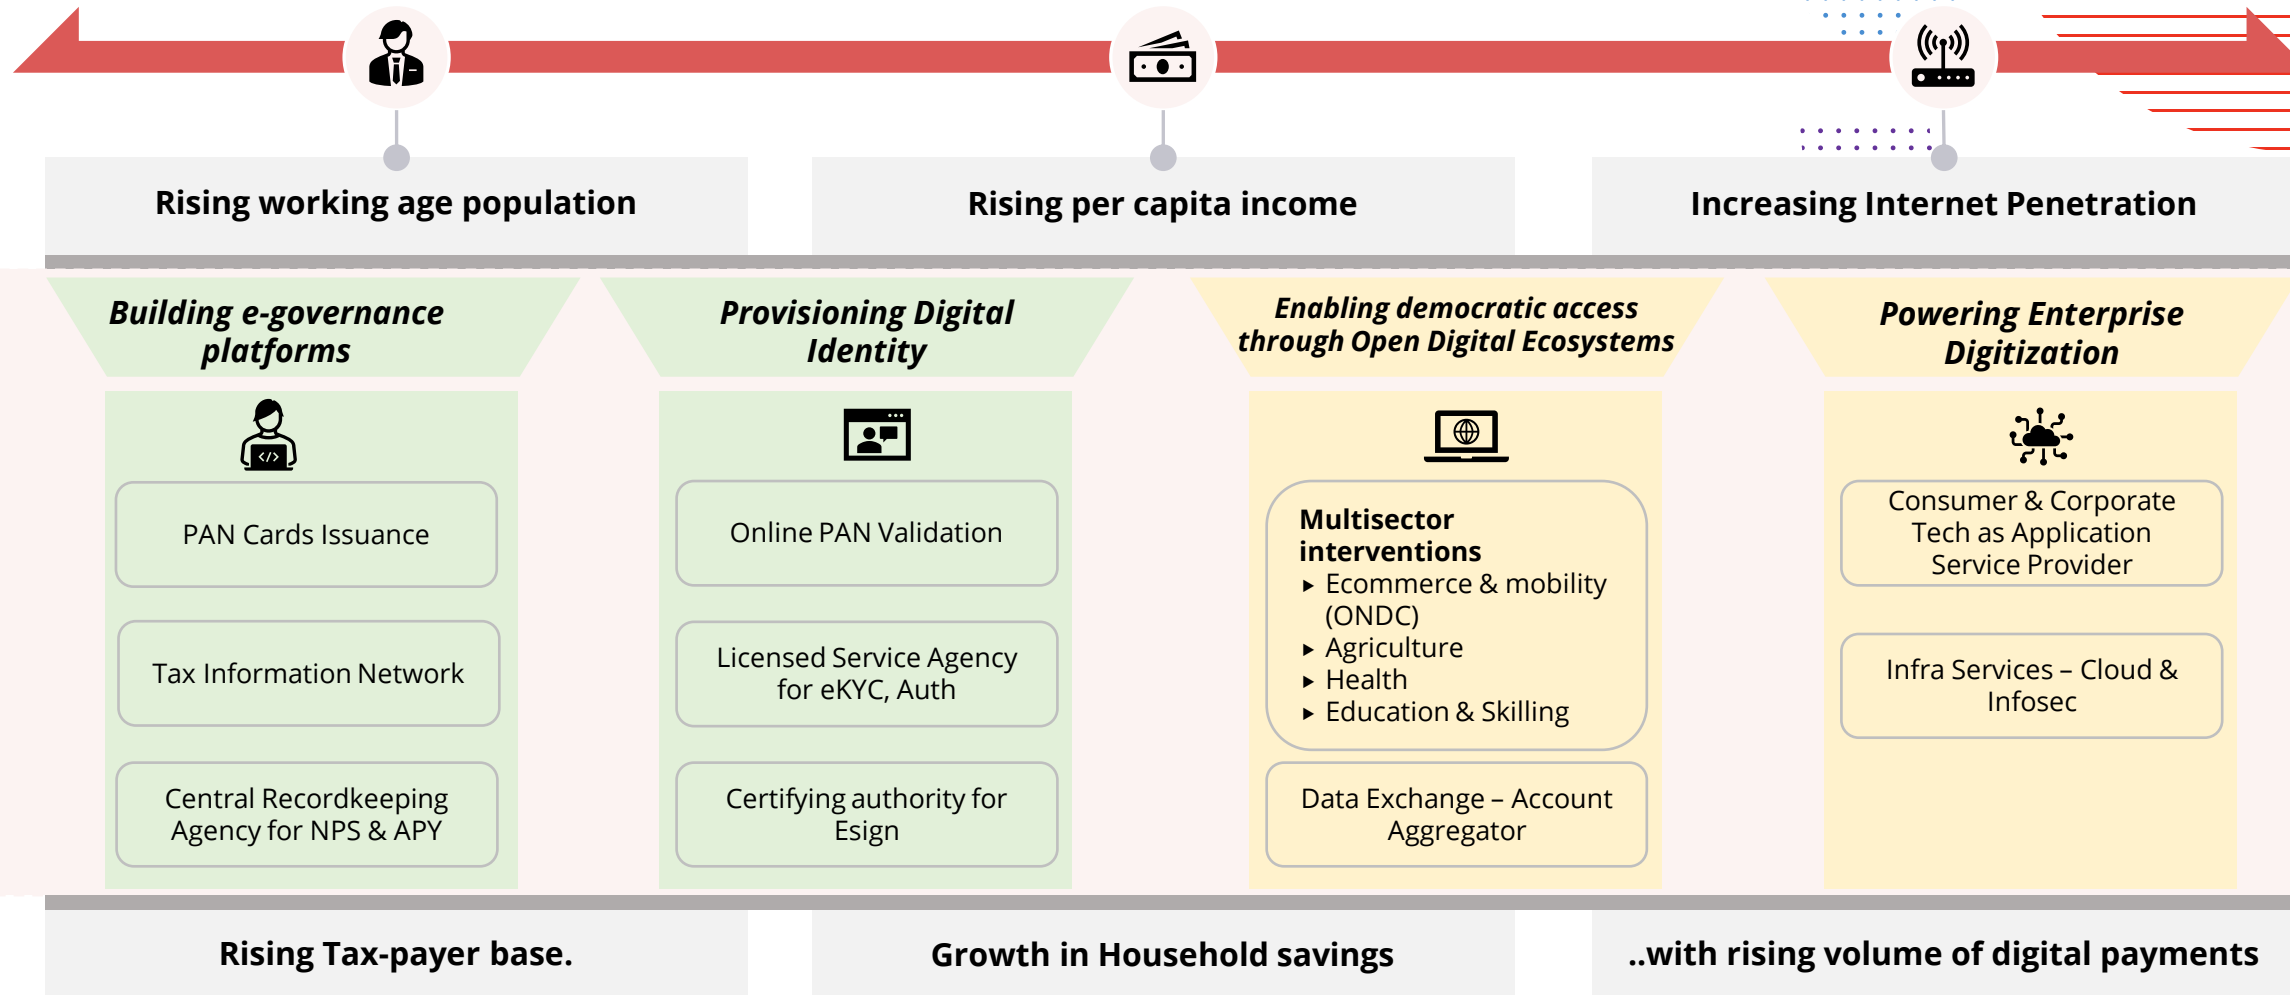 Rising working age population
Rising per capita income
Increasing Internet Penetration
Building e-governance
platforms
Provisioning Digital
Identity
Enabling democratic access
through Open Digital Ecosystems
Powering Enterprise
Digitization
PAN Cards Issuance
Tax Information Network
Central Recordkeeping
Agency for NPS & APY
Online PAN Validation
Licensed Service Agency
for eKYC, Auth
Certifying authority for
Esign
Multisector
interventions
▸ Ecommerce & mobility
(ONDC)
▸ Agriculture
▸ Health
▸ Education & Skilling
Data Exchange – Account
Aggregator
Consumer & Corporate
Tech as Application
Service Provider
Infra Services – Cloud &
Infosec
Rising Tax-payer base.
Growth in Household savings
..with rising volume of digital payments